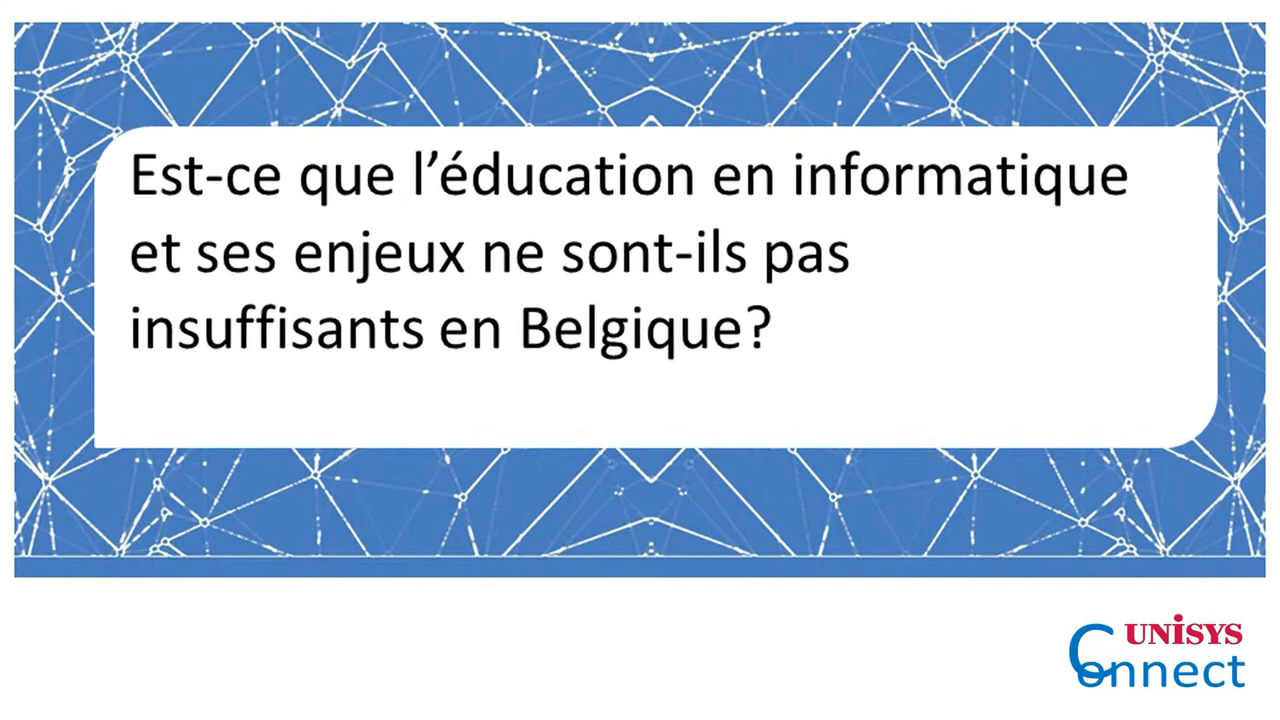 Est-ce que l’éducation en informatique
et ses enjeux ne sont-ils pas
insuffisants en Belgique?
UNiSYS
Connect